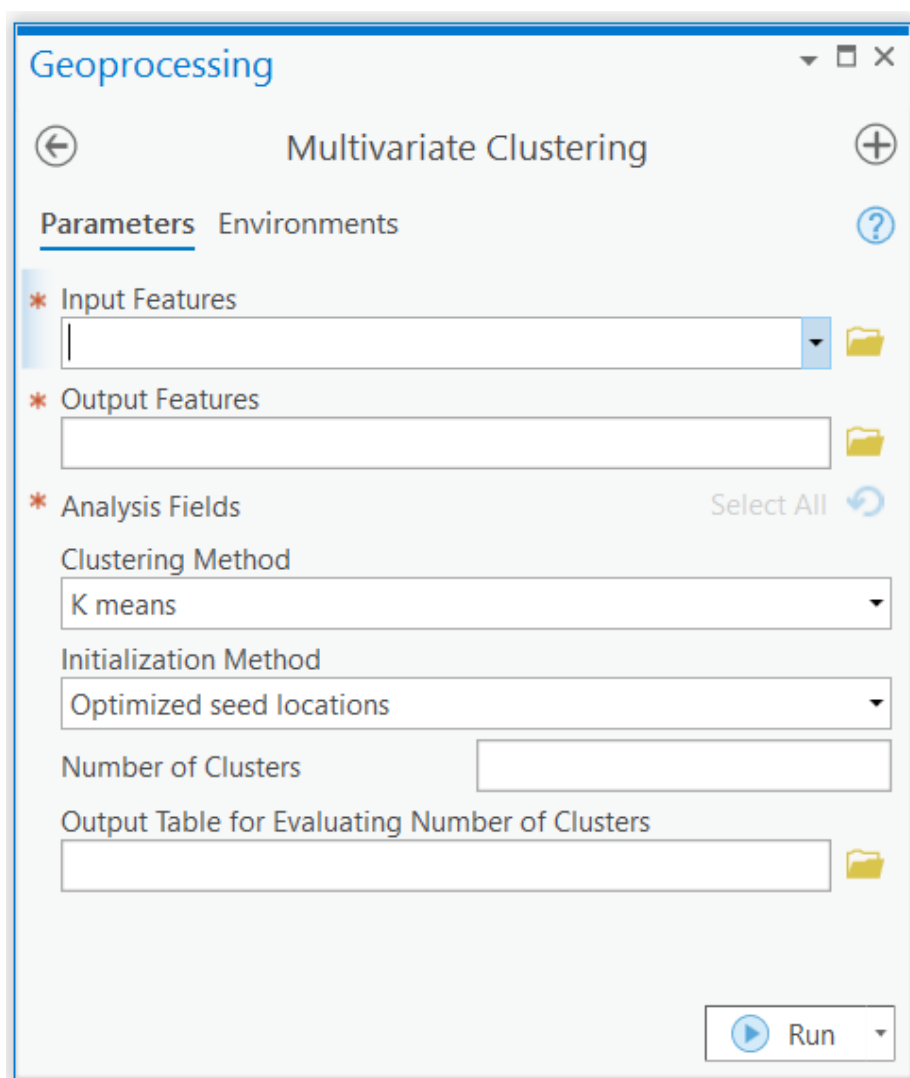 Geoprocessing
Multivariate Clustering
Parameters Environments
* Input Features
* Output Features
* Analysis Fields Select All
Clustering Method
K means
Initialization Method
Optimized seed locations
Number of Clusters
Output Table for Evaluating Number of Clusters
Run